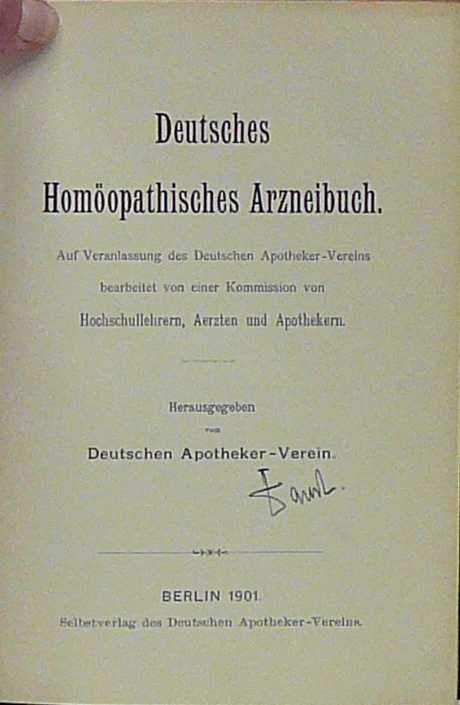 Deutsches
Homöopathisches Arzneibuch.
Auf Veranlassung des Deutschen Apotheker-Vereins
bearbeitet von einer Kommission von
Hochschullehrern, Aerzten und Apothekern.
Herausgegeben
vom
Deutschen Apotheker-Verein.
BERLIN 1901.
Selbstverlag des Deutschen Apotheker-Vereins.